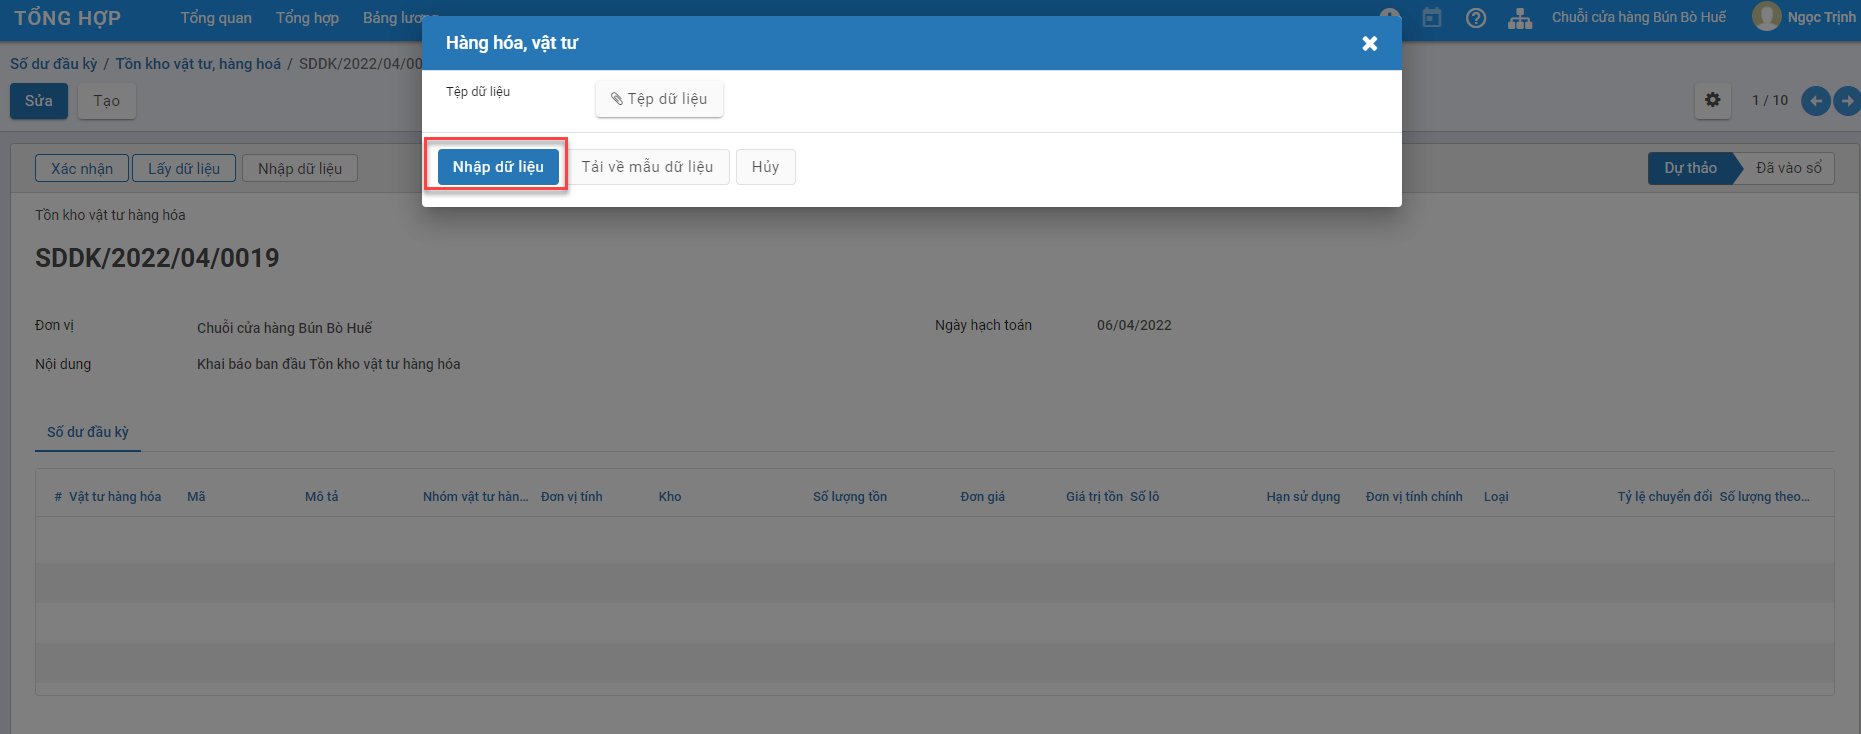 TỔNG HỢP
Tổng quan
Tổng hợp
Bảng lương
Chuỗi cửa hàng Bún Bò Huế
Ngọc Trịnh
Hàng hóa, vật tư
Số dư đầu kỳ / Tồn kho vật tư, hàng hoá / SDDK/2022/04/00
Tệp dữ liệu
Tệp dữ liệu
Sửa
Tạo
1 / 10
Nhập dữ liệu
Tải về mẫu dữ liệu
Hủy
Xác nhận
Lấy dữ liệu
Nhập dữ liệu
Dự thảo
Đã vào sổ
Tồn kho vật tư hàng hóa
SDDK/2022/04/0019
Đơn vị
Chuỗi cửa hàng Bún Bò Huế
Ngày hạch toán
06/04/2022
Nội dung
Khai báo ban đầu Tồn kho vật tư hàng hóa
Số dư đầu kỳ
# Vật tư hàng hóa Mã Mô tả Nhóm vật tư hàn... Đơn vị tính Kho Số lượng tồn Đơn giá Giá trị tồn Số lô Hạn sử dụng Đơn vị tính chính Loại Tỷ lệ chuyển đổi Số lượng theo...